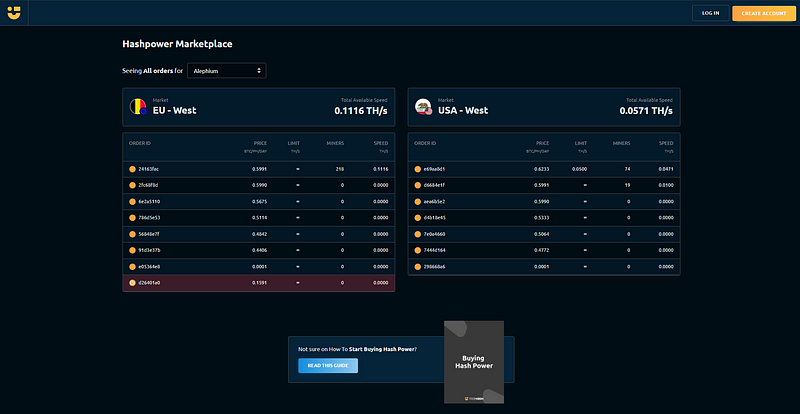 LOG IN
CREATE ACCOUNT
Hashpower Marketplace
Seeing All orders for Alephium
Market
EU - West
Total Available Speed
0.1116 TH/s
ORDER ID PRICE LIMIT MINERS SPEED
BTC/PH/DAY TH/S TH/S
24163fac 0.5991 ∞ 218 0.1116
2fc68f8d 0.5990 ∞ 0 0.0000
6e2a5110 0.5675 ∞ 0 0.0000
786d5e53 0.5114 ∞ 0 0.0000
56848e7f 0.4842 ∞ 0 0.0000
91d3e37b 0.4406 ∞ 0 0.0000
e05364e8 0.0001 ∞ 0 0.0000
d26401a0 0.1591 ∞ 0 0.0000
Market
USA - West
Total Available Speed
0.0571 TH/s
ORDER ID PRICE LIMIT MINERS SPEED
BTC/PH/DAY TH/S TH/S
e69aa8d1 0.6233 0.0500 74 0.0471
d6684e1f 0.5991 ∞ 19 0.0100
aea6b5e2 0.5990 ∞ 0 0.0000
d4b18e45 0.5333 ∞ 0 0.0000
7e0a4660 0.5064 ∞ 0 0.0000
7444d164 0.4772 ∞ 0 0.0000
298668a6 0.0001 ∞ 0 0.0000
Not sure on How To Start Buying Hash Power?
READ THIS GUIDE
Buying
Hash Power